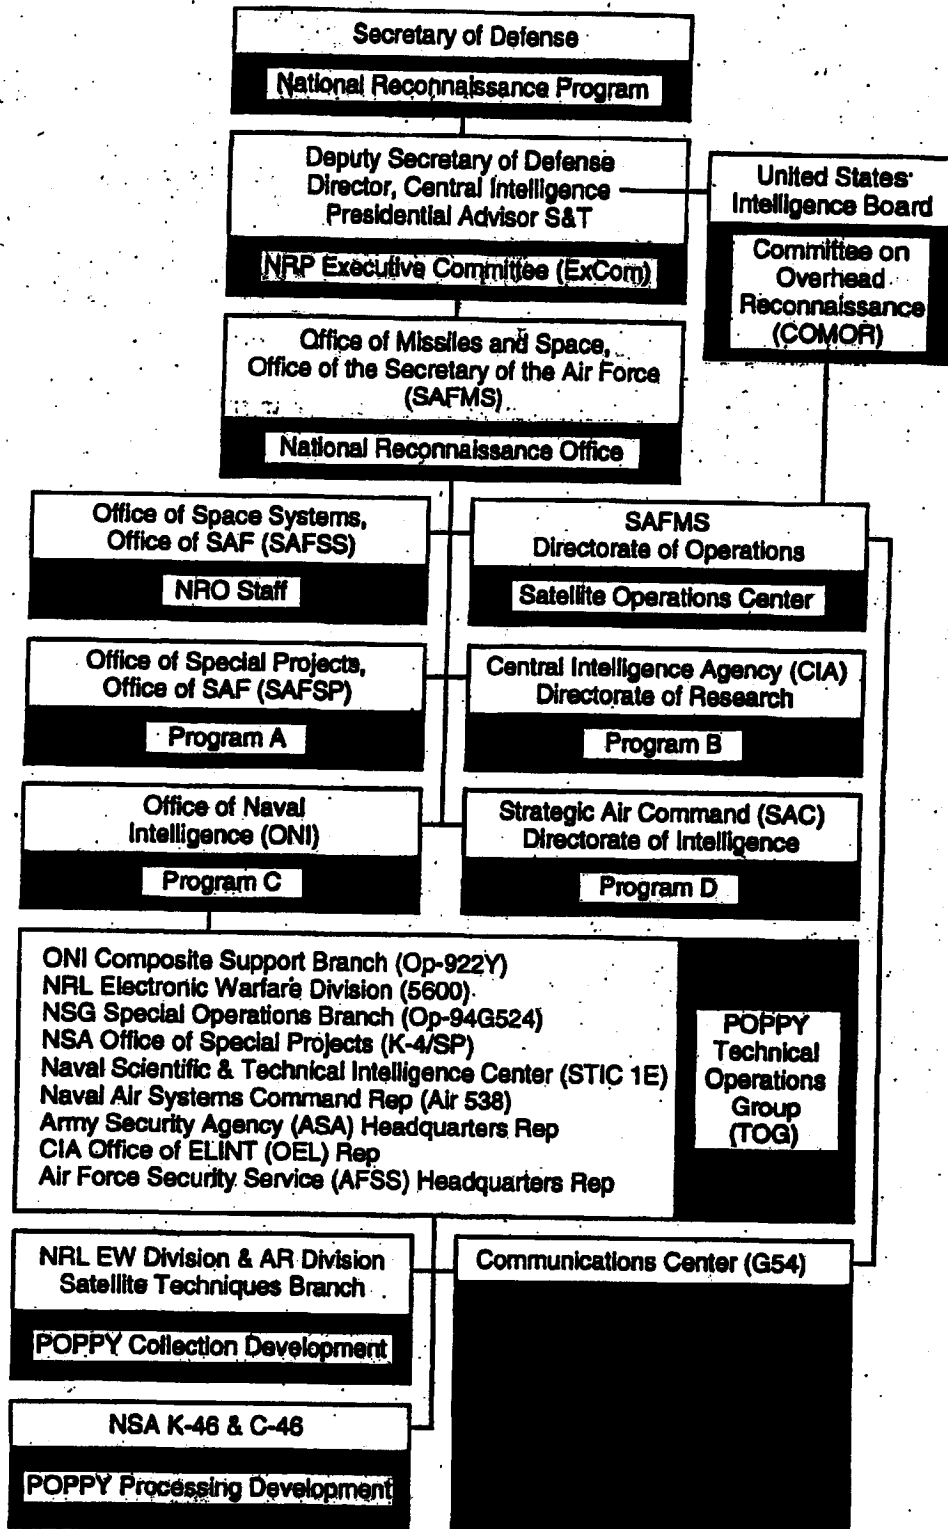 Secretary of Defense
National Reconnaissance Program
Deputy Secretary of Defense
Director, Central Intelligence
Presidential Advisor S&T
NRP Executive Committee (ExCom)
United States
Intelligence Board
Committee on
Overhead
Reconnaissance
(COMOR)
Office of Missiles and Space,
Office of the Secretary of the Air Force
(SAFMS)
National Reconnaissance Office
Office of Space Systems,
Office of SAF (SAFSS)
NRO Staff
SAFMS
Directorate of Operations
Satellite Operations Center
Office of Special Projects,
Office of SAF (SAFSP)
Program A
Central Intelligence Agency (CIA)
Directorate of Research
Program B
Office of Naval
Intelligence (ONI)
Program C
Strategic Air Command (SAC)
Directorate of Intelligence
Program D
ONI Composite Support Branch (Op-922Y)
NRL Electronic Warfare Division (5600)
NSG Special Operations Branch (Op-94G524)
NSA Office of Special Projects (K-4/SP)
Naval Scientific & Technical Intelligence Center (STIC 1E)
Naval Air Systems Command Rep (Air 538)
Army Security Agency (ASA) Headquarters Rep
CIA Office of ELINT (OEL) Rep
Air Force Security Service (AFSS) Headquarters Rep
POPPY
Technical
Operations
Group
(TOG)
NRL EW Division & AR Division
Satellite Techniques Branch
POPPY Collection Development
Communications Center (G54)
NSA K-46 & C-46
POPPY Processing Development